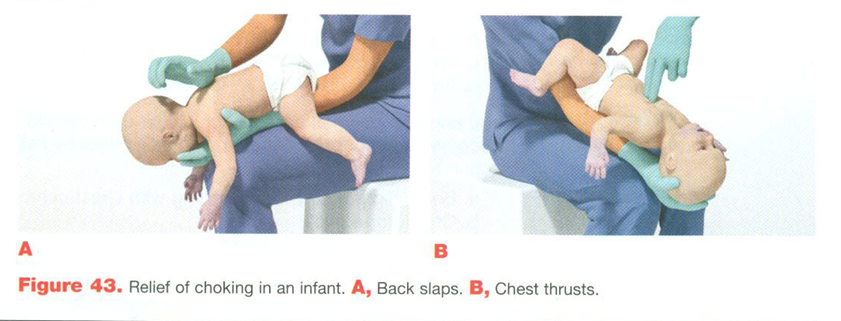 A
B
Figure 43. Relief of choking in an infant. A, Back slaps. B, Chest thrusts.